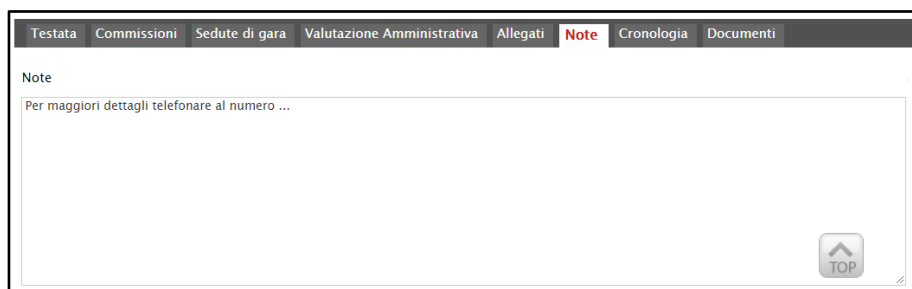 Testata Commissioni Sedute di gara Valutazione Amministrativa Allegati Note Cronologia Documenti
Note
Per maggiori dettagli telefonare al numero ...
TOP